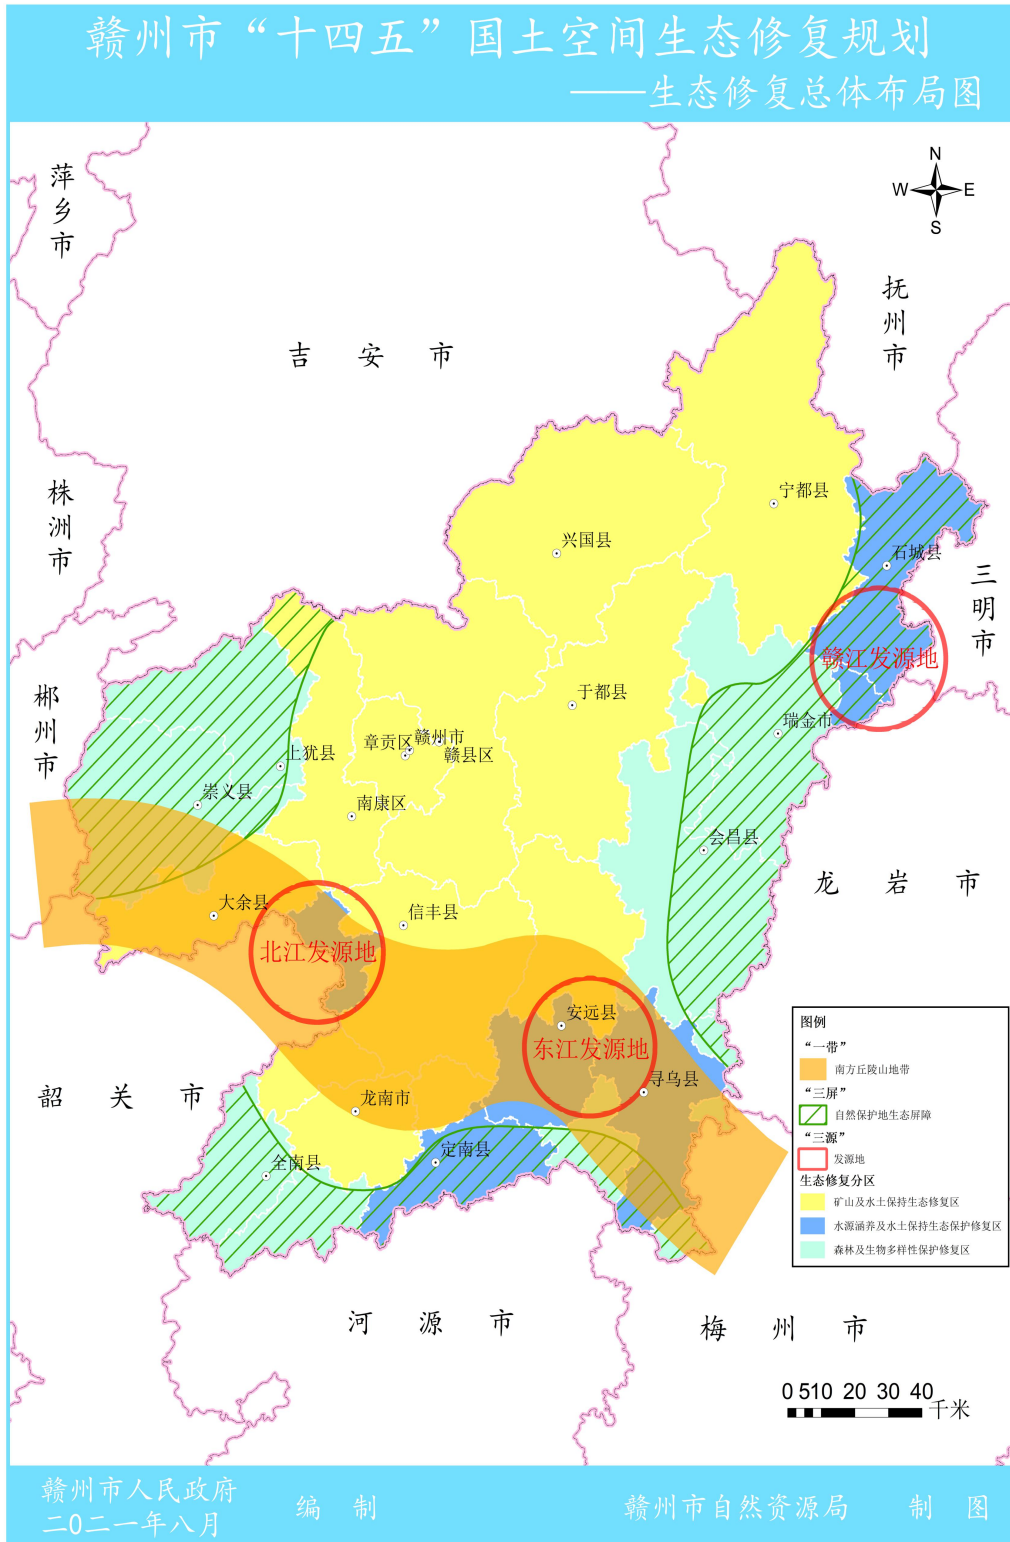 赣州市“十四五”国土空间生态修复规划
——生态修复总体布局图
N
W E
S
萍乡市
抚州市
吉安市
株洲市
宁都县
兴国县
石城县
三明市
赣江发源地
郴州市
于都县
瑞金市
赣州市
章贡区
赣县区
上犹县
崇义县
南康区
会昌县
龙岩市
大余县
信丰县
北江发源地
安远县
东江发源地
寻乌县
韶关市
龙南市
定南县
全南县
图例
“一带”
南方丘陵山地带
“三屏”
自然保护地生态屏障
“三源”
发源地
生态修复分区
矿山及水土保持生态修复区
水源涵养及水土保持生态保护修复区
森林及生物多样性保护修复区
河源市
梅州市
0 5 10 20 30 40
千米
赣州市人民政府
二〇二一年八月
编 制
赣州市自然资源局 制 图